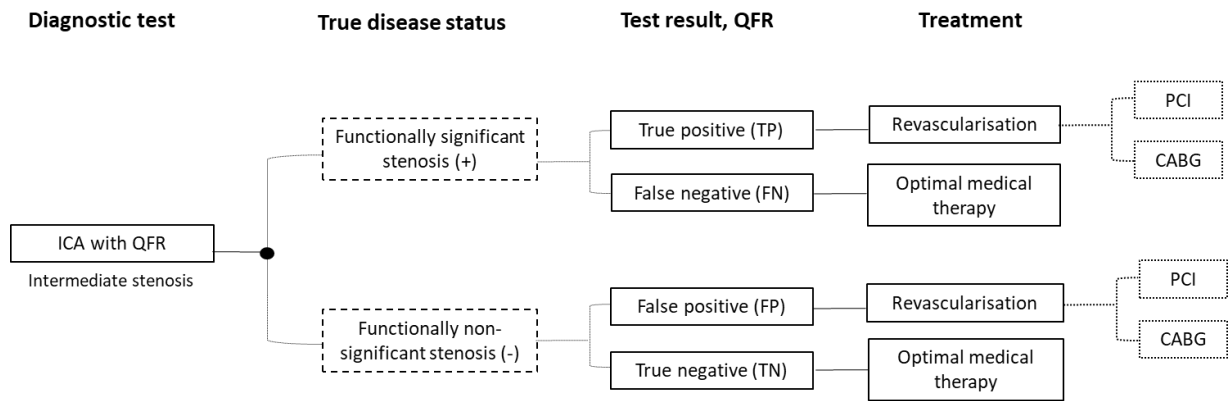 Diagnostic test
True disease status
Test result, QFR
Treatment
PCI
Functionally significant
stenosis (+)
True positive (TP)
Revascularisation
CABG
False negative (FN)
Optimal medical
therapy
ICA with QFR
Intermediate stenosis
PCI
Functionally non-
significant stenosis (-)
False positive (FP)
Revascularisation
CABG
True negative (TN)
Optimal medical
therapy